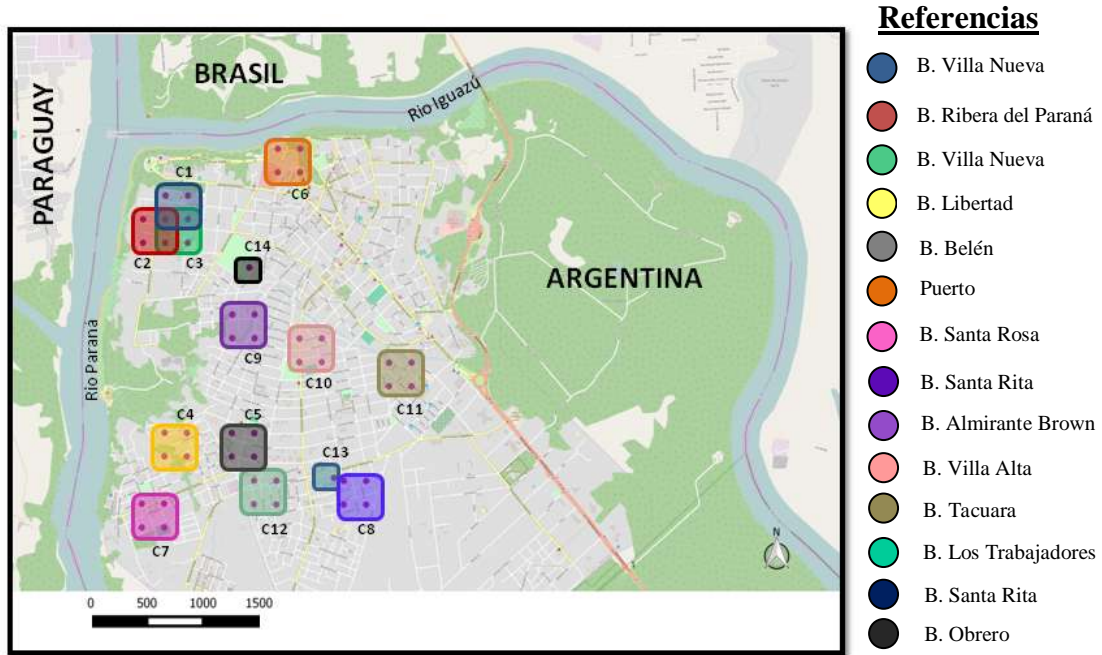 Referencias
BRASIL
PARAGUAY
Rio Iguazú
ARGENTINA
Río Paraná
C1
C6
C2
C3
C14
C9
C10
C11
C4
C5
C13
C7
C12
C8
N
0 500 1000 1500
B. Villa Nueva
B. Ribera del Paraná
B. Villa Nueva
B. Libertad
B. Belén
Puerto
B. Santa Rosa
B. Santa Rita
B. Almirante Brown
B. Villa Alta
B. Tacuara
B. Los Trabajadores
B. Santa Rita
B. Obrero